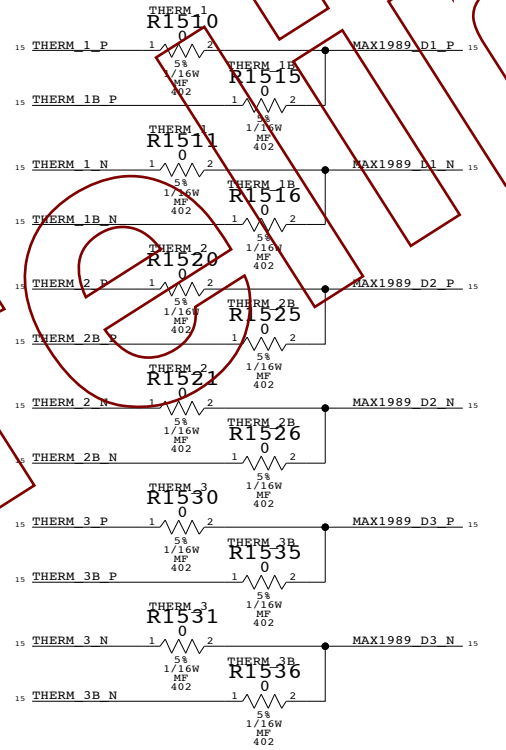 THERM_1
R1510
15 THERM_1_P 1 0 2 MAX1989_D1_P 15
5%
1/16W
MF
402
THERM_1B
R1515
15 THERM_1B_P 1 0 2
5%
1/16W
MF
402
THERM_1
R1511
15 THERM_1_N 1 0 2 MAX1989_D1_N 15
5%
1/16W
MF
402
THERM_1B
R1516
15 THERM_1B_N 1 0 2
5%
1/16W
MF
402
THERM_2
R1520
15 THERM_2_P 1 0 2 MAX1989_D2_P 15
5%
1/16W
MF
402
THERM_2B
R1525
15 THERM_2B_P 1 0 2
5%
1/16W
MF
402
THERM_2
R1521
15 THERM_2_N 1 0 2 MAX1989_D2_N 15
5%
1/16W
MF
402
THERM_2B
R1526
15 THERM_2B_N 1 0 2
5%
1/16W
MF
402
THERM_3
R1530
15 THERM_3_P 1 0 2 MAX1989_D3_P 15
5%
1/16W
MF
402
THERM_3B
R1535
15 THERM_3B_P 1 0 2
5%
1/16W
MF
402
THERM_3
R1531
15 THERM_3_N 1 0 2 MAX1989_D3_N 15
5%
1/16W
MF
402
THERM_3B
R1536
15 THERM_3B_N 1 0 2
5%
1/16W
MF
402